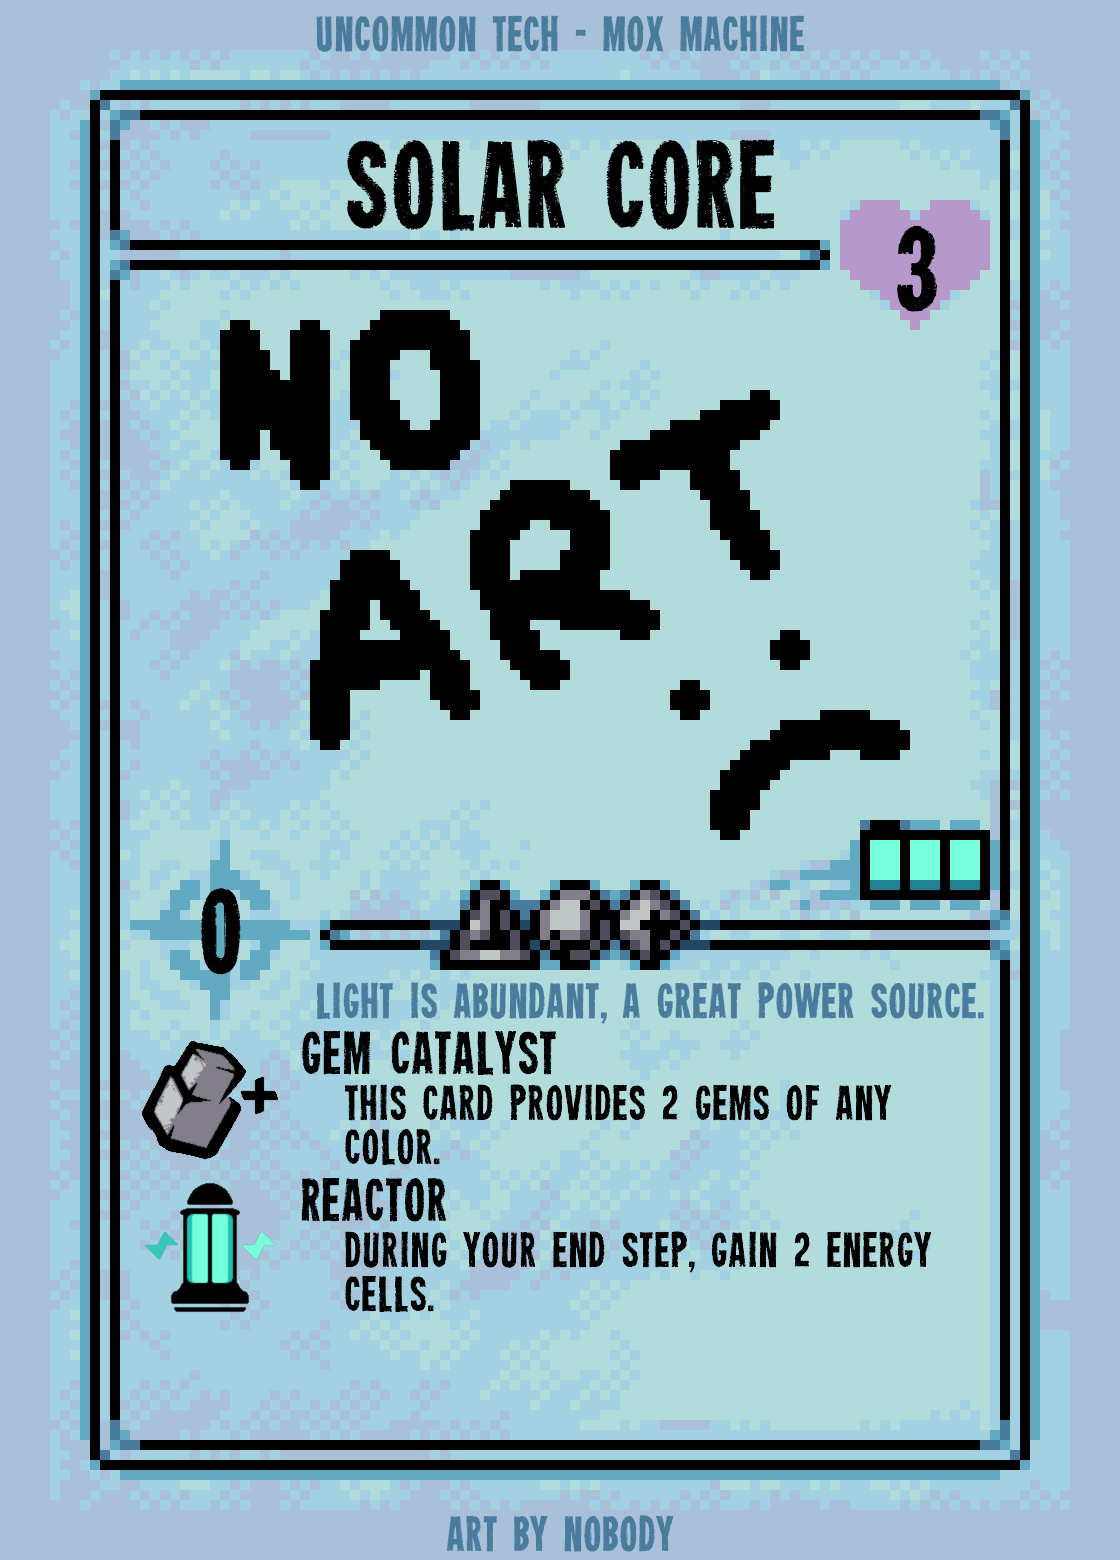 UNCOMMON TECH - MOX MACHINE
SOLAR CORE
3
NO
ART
:(
0
LIGHT IS ABUNDANT, A GREAT POWER SOURCE.
GEM CATALYST
THIS CARD PROVIDES 2 GEMS OF ANY
COLOR.
REACTOR
DURING YOUR END STEP, GAIN 2 ENERGY
CELLS.
ART BY NOBODY